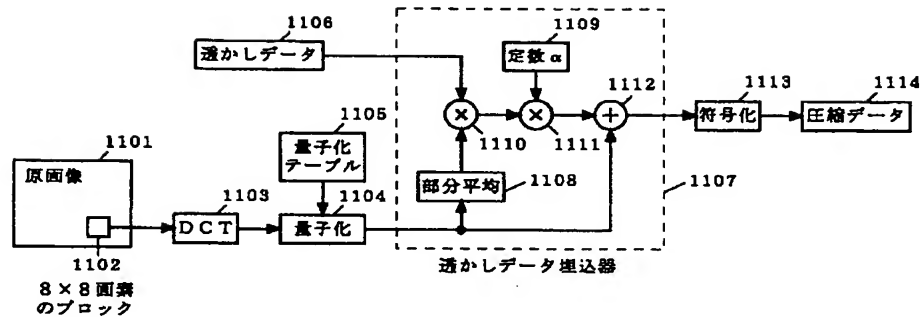 1106
透かしデータ
1109
定数α
1112
1113
符号化
1114
圧縮データ
×
1110
×
1111
+
1101
原画像
1105
量子化
テーブル
1103
DCT
1104
量子化
部分平均
1108
1107
1102
8×8画素
のブロック
透かしデータ埋込器